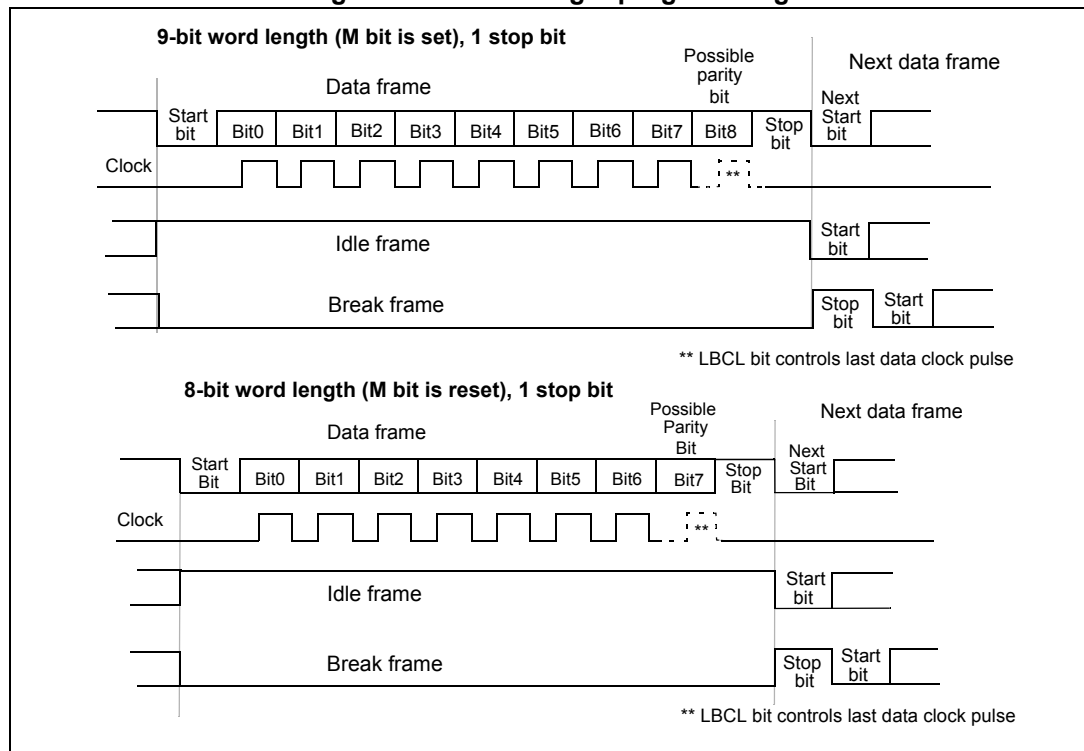 9-bit word length (M bit is set), 1 stop bit
Possible
parity
bit
Next data frame
Data frame
Start
bit
Bit0
Bit1
Bit2
Bit3
Bit4
Bit5
Bit6
Bit7
Bit8
Stop
bit
Next
Start
bit
Clock
**
Idle frame
Start
bit
Break frame
Stop
bit
Start
bit
** LBCL bit controls last data clock pulse
8-bit word length (M bit is reset), 1 stop bit
Possible
Parity
Bit
Next data frame
Data frame
Start
Bit
Bit0
Bit1
Bit2
Bit3
Bit4
Bit5
Bit6
Bit7
Stop
Bit
Next
Start
Bit
Clock
**
Idle frame
Start
bit
Break frame
Stop
bit
Start
bit
** LBCL bit controls last data clock pulse